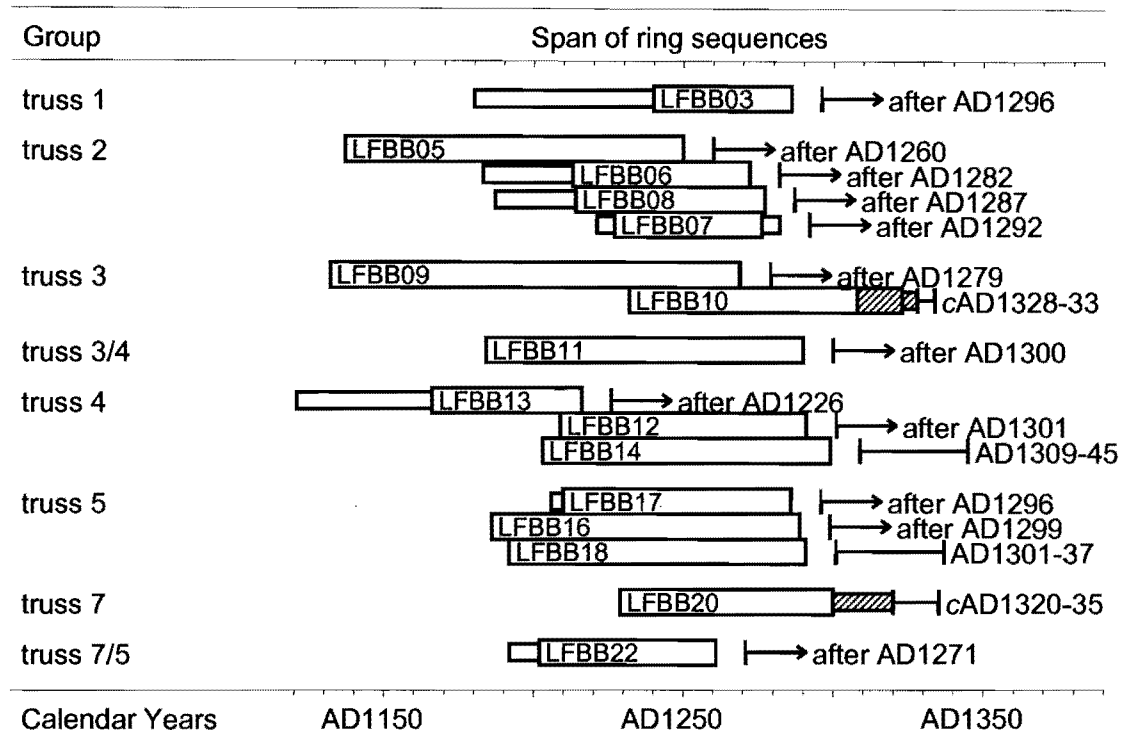 Group Span of ring sequences
truss 1 LFBB03 after AD1296
truss 2 LFBB05 after AD1260
LFBB06 after AD1282
LFBB08 after AD1287
LFBB07 after AD1292
truss 3 LFBB09 after AD1279
LFBB10 cAD1328-33
truss 3/4 LFBB11 after AD1300
truss 4 LFBB13 after AD1226
LFBB12 after AD1301
LFBB14 AD1309-45
truss 5 LFBB17 after AD1296
LFBB16 after AD1299
LFBB18 AD1301-37
truss 7 LFBB20 cAD1320-35
truss 7/5 LFBB22 after AD1271
Calendar Years AD1150 AD1250 AD1350